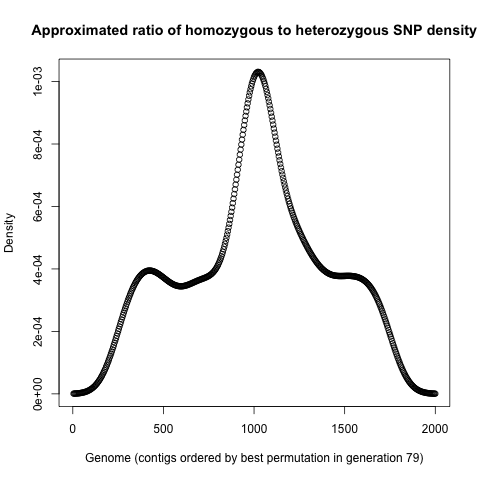 Approximated ratio of homozygous to heterozygous SNP density
Density
1e-03
8e-04
6e-04
4e-04
2e-04
0e+00
0 500 1000 1500 2000
Genome (contigs ordered by best permutation in generation 79)